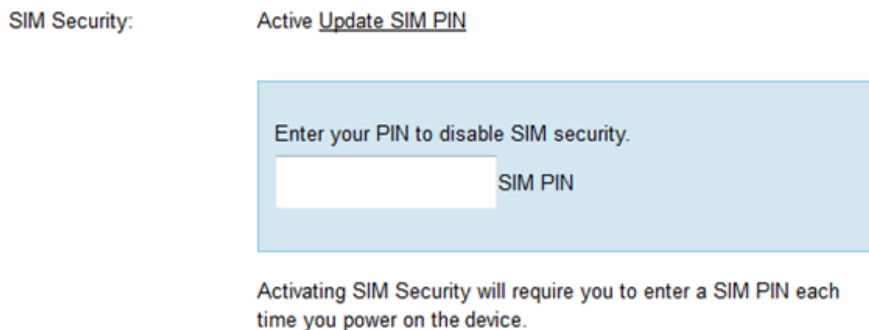 SIM Security: Active Update SIM PIN
Enter your PIN to disable SIM security.
SIM PIN
Activating SIM Security will require you to enter a SIM PIN each
time you power on the device.